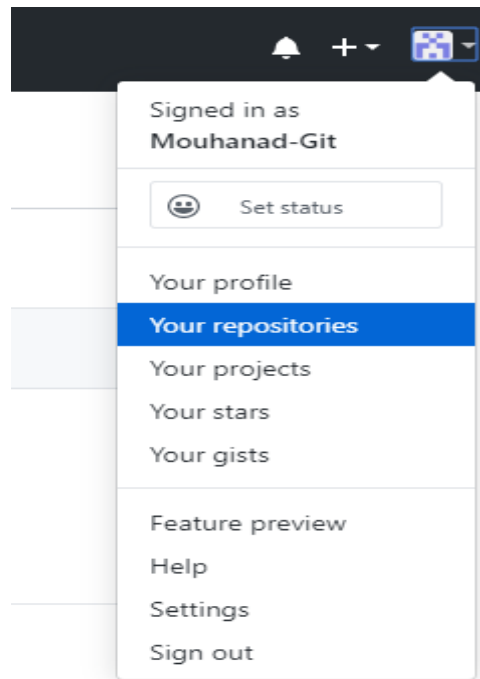 Signed in as
Mouhanad-Git
Set status
Your profile
Your repositories
Your projects
Your stars
Your gists
Feature preview
Help
Settings
Sign out